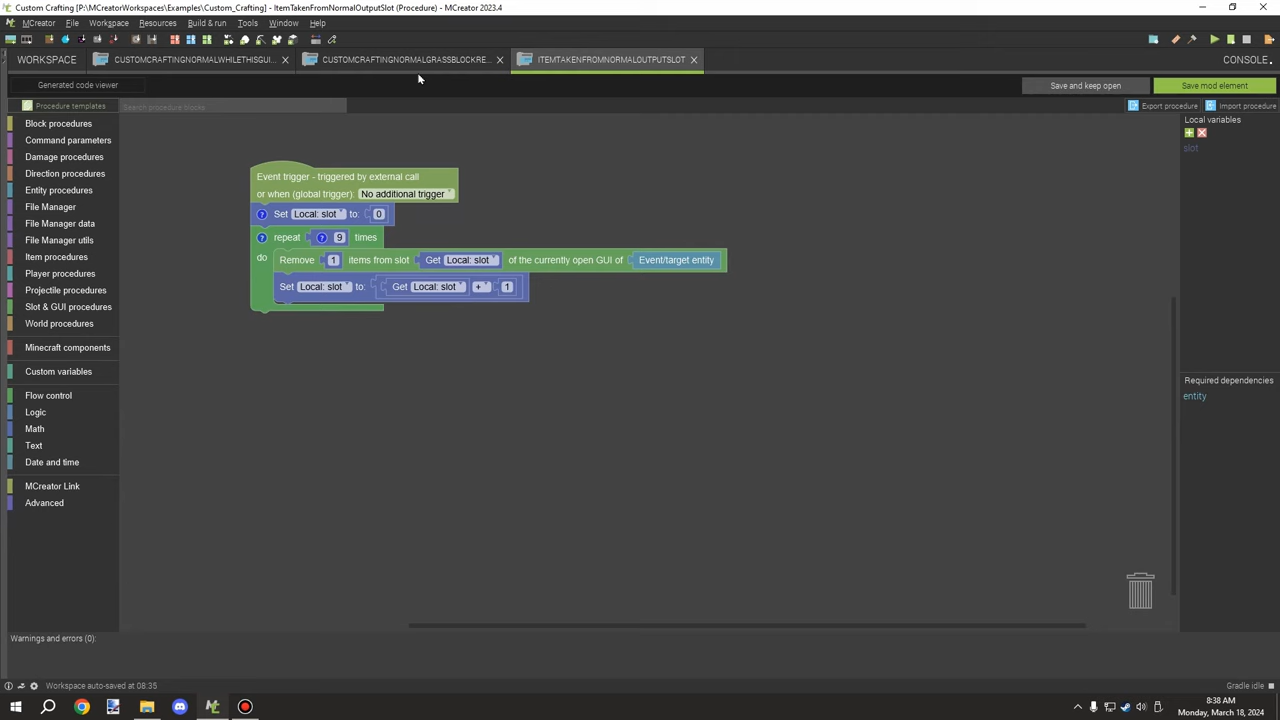 Custom Crafting [P:\MCreatorWorkspaces\Examples\Custom_Crafting] - ItemTakenFromNormalOutputSlot (Procedure) - MCreator 2023.4
MCreator File Workspace Resources Build & run Tools Window Help
WORKSPACE CUSTOMCRAFTINGNORMALWHILETHISGUI... CUSTOMCRAFTINGNORMALGRASSBLOCKRE... ITEMTAKENFROMNORMALOUTPUTSLOT CONSOLE
Generated code viewer Save and keep open Save mod element
Procedure templates Search procedure blocks Export procedure Import procedure
Block procedures
Command parameters
Damage procedures
Direction procedures
Entity procedures
File Manager
File Manager data
File Manager utils
Item procedures
Player procedures
Projectile procedures
Slot & GUI procedures
World procedures
Minecraft components
Custom variables
Flow control
Logic
Math
Text
Date and time
MCreator Link
Advanced
Event trigger - triggered by external call
or when (global trigger): No additional trigger
? Set Local: slot to: 0
? repeat ? 9 times
do Remove 1 items from slot Get Local: slot of the currently open GUI of Event/target entity
Set Local: slot to: Get Local: slot + 1
Local variables
slot
Required dependencies
entity
Warnings and errors (0):
Workspace auto-saved at 08:35 Gradle idle
8:38 AM
Monday, March 18, 2024